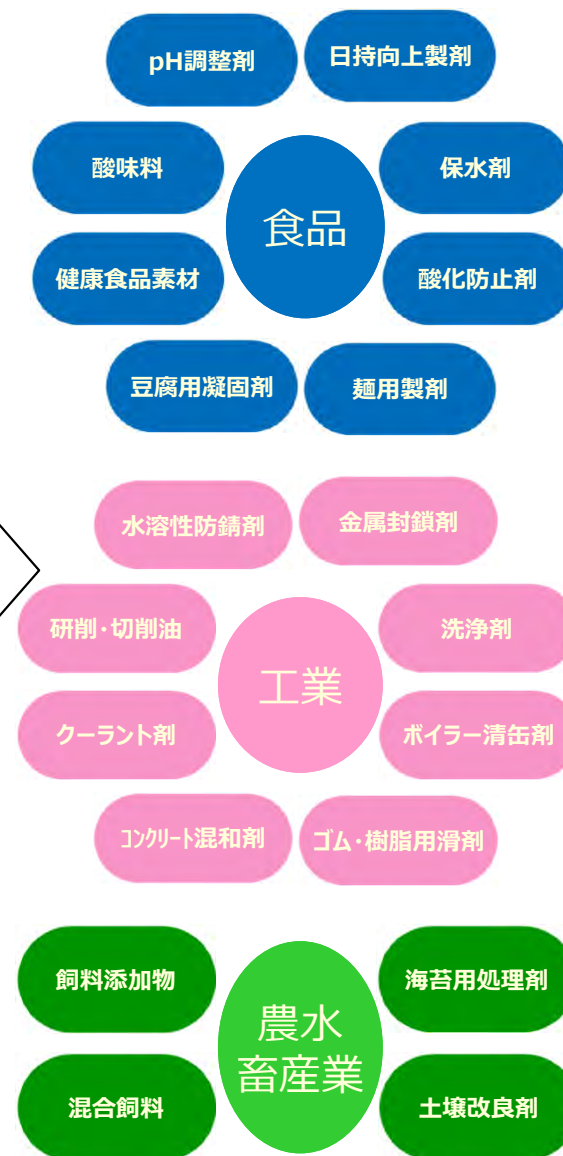 pH調整剤
日持向上製剤
酸味料
保水剤
食品
健康食品素材
酸化防止剤
豆腐用凝固剤
麺用製剤
水溶性防錆剤
金属封鎖剤
研削・切削油
洗浄剤
工業
クーラント剤
ボイラー清缶剤
コンクリート混和剤
ゴム・樹脂用滑剤
飼料添加物
海苔用処理剤
農水
畜産業
混合飼料
土壌改良剤